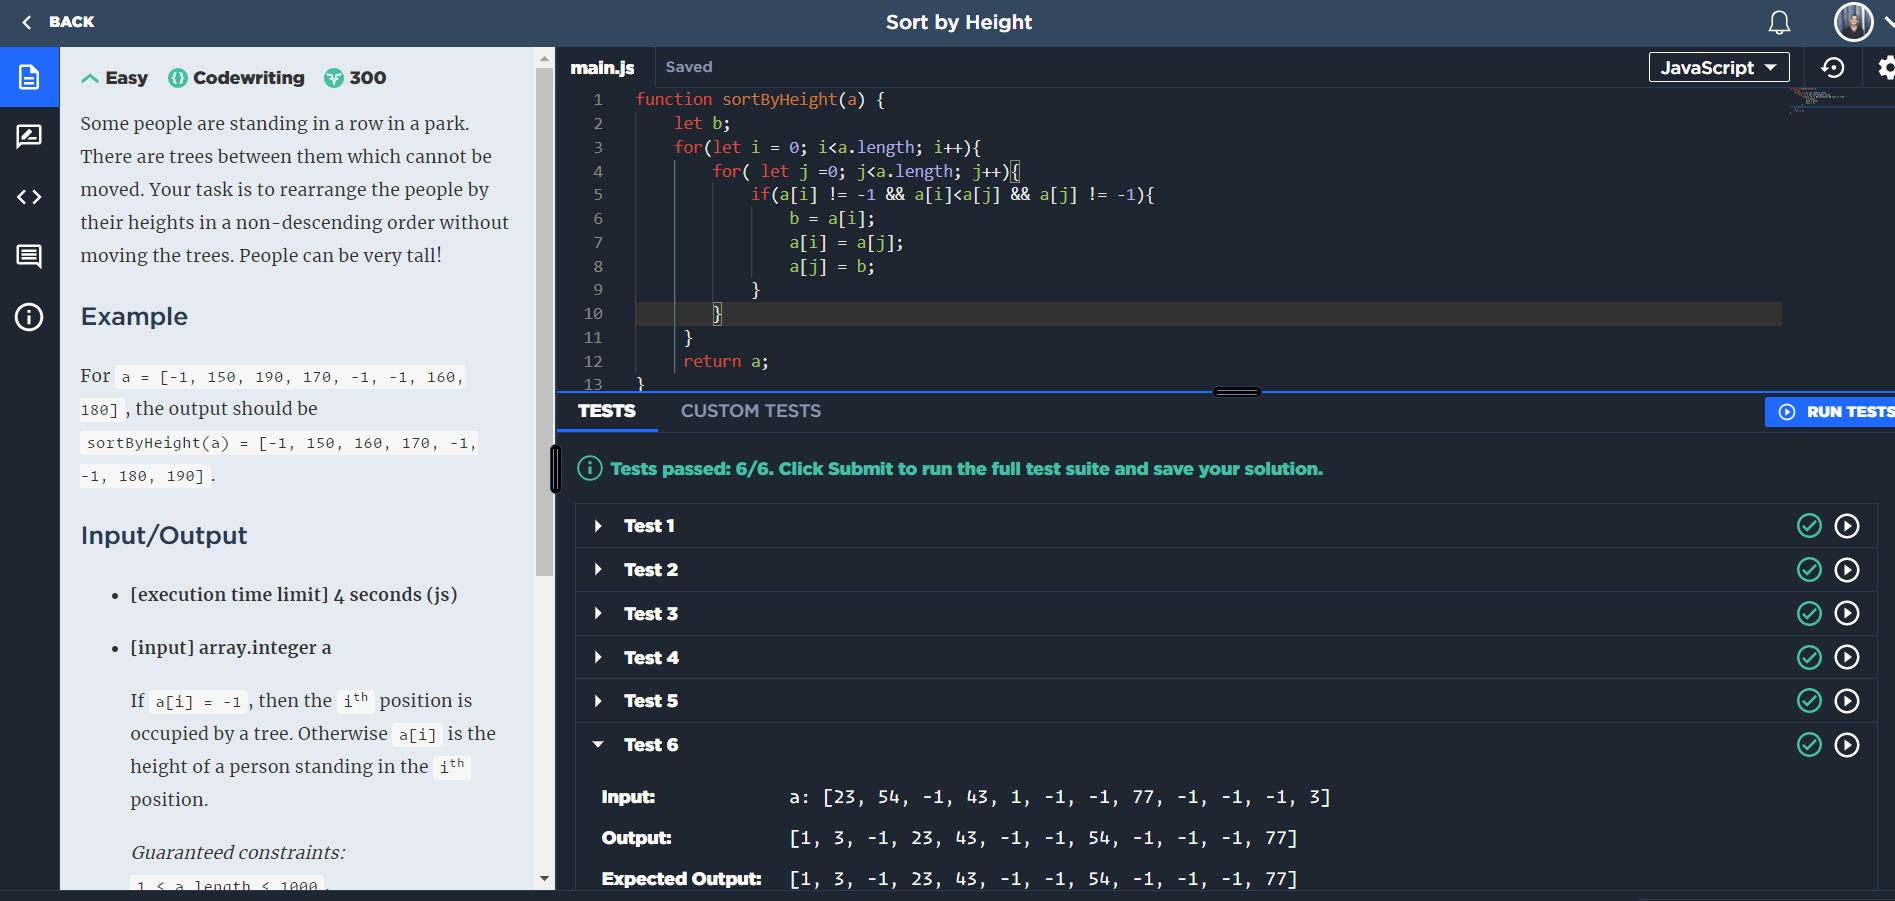 BACK
Sort by Height
Easy Codewriting 300
Some people are standing in a row in a park.
There are trees between them which cannot be
moved. Your task is to rearrange the people by
their heights in a non-descending order without
moving the trees. People can be very tall!
Example
For a = [-1, 150, 190, 170, -1, -1, 160,
180] , the output should be
sortByHeight(a) = [-1, 150, 160, 170, -1,
-1, 180, 190] .
Input/Output
• [execution time limit] 4 seconds (js)
• [input] array.integer a
If a[i] = -1 , then the i^th position is
occupied by a tree. Otherwise a[i] is the
height of a person standing in the i^th
position.
Guaranteed constraints:
1 ≤ a.length ≤ 1000 .
main.js Saved JavaScript
1 function sortByHeight(a) {
2 let b;
3 for(let i = 0; i<a.length; i++){
4 for( let j =0; j<a.length; j++){
5 if(a[i] != -1 && a[i]<a[j] && a[j] != -1){
6 b = a[i];
7 a[i] = a[j];
8 a[j] = b;
9 }
10 }
11 }
12 return a;
13 }
TESTS CUSTOM TESTS RUN TESTS
Tests passed: 6/6. Click Submit to run the full test suite and save your solution.
Test 1
Test 2
Test 3
Test 4
Test 5
Test 6
Input: a: [23, 54, -1, 43, 1, -1, -1, 77, -1, -1, -1, 3]
Output: [1, 3, -1, 23, 43, -1, -1, 54, -1, -1, -1, 77]
Expected Output: [1, 3, -1, 23, 43, -1, -1, 54, -1, -1, -1, 77]